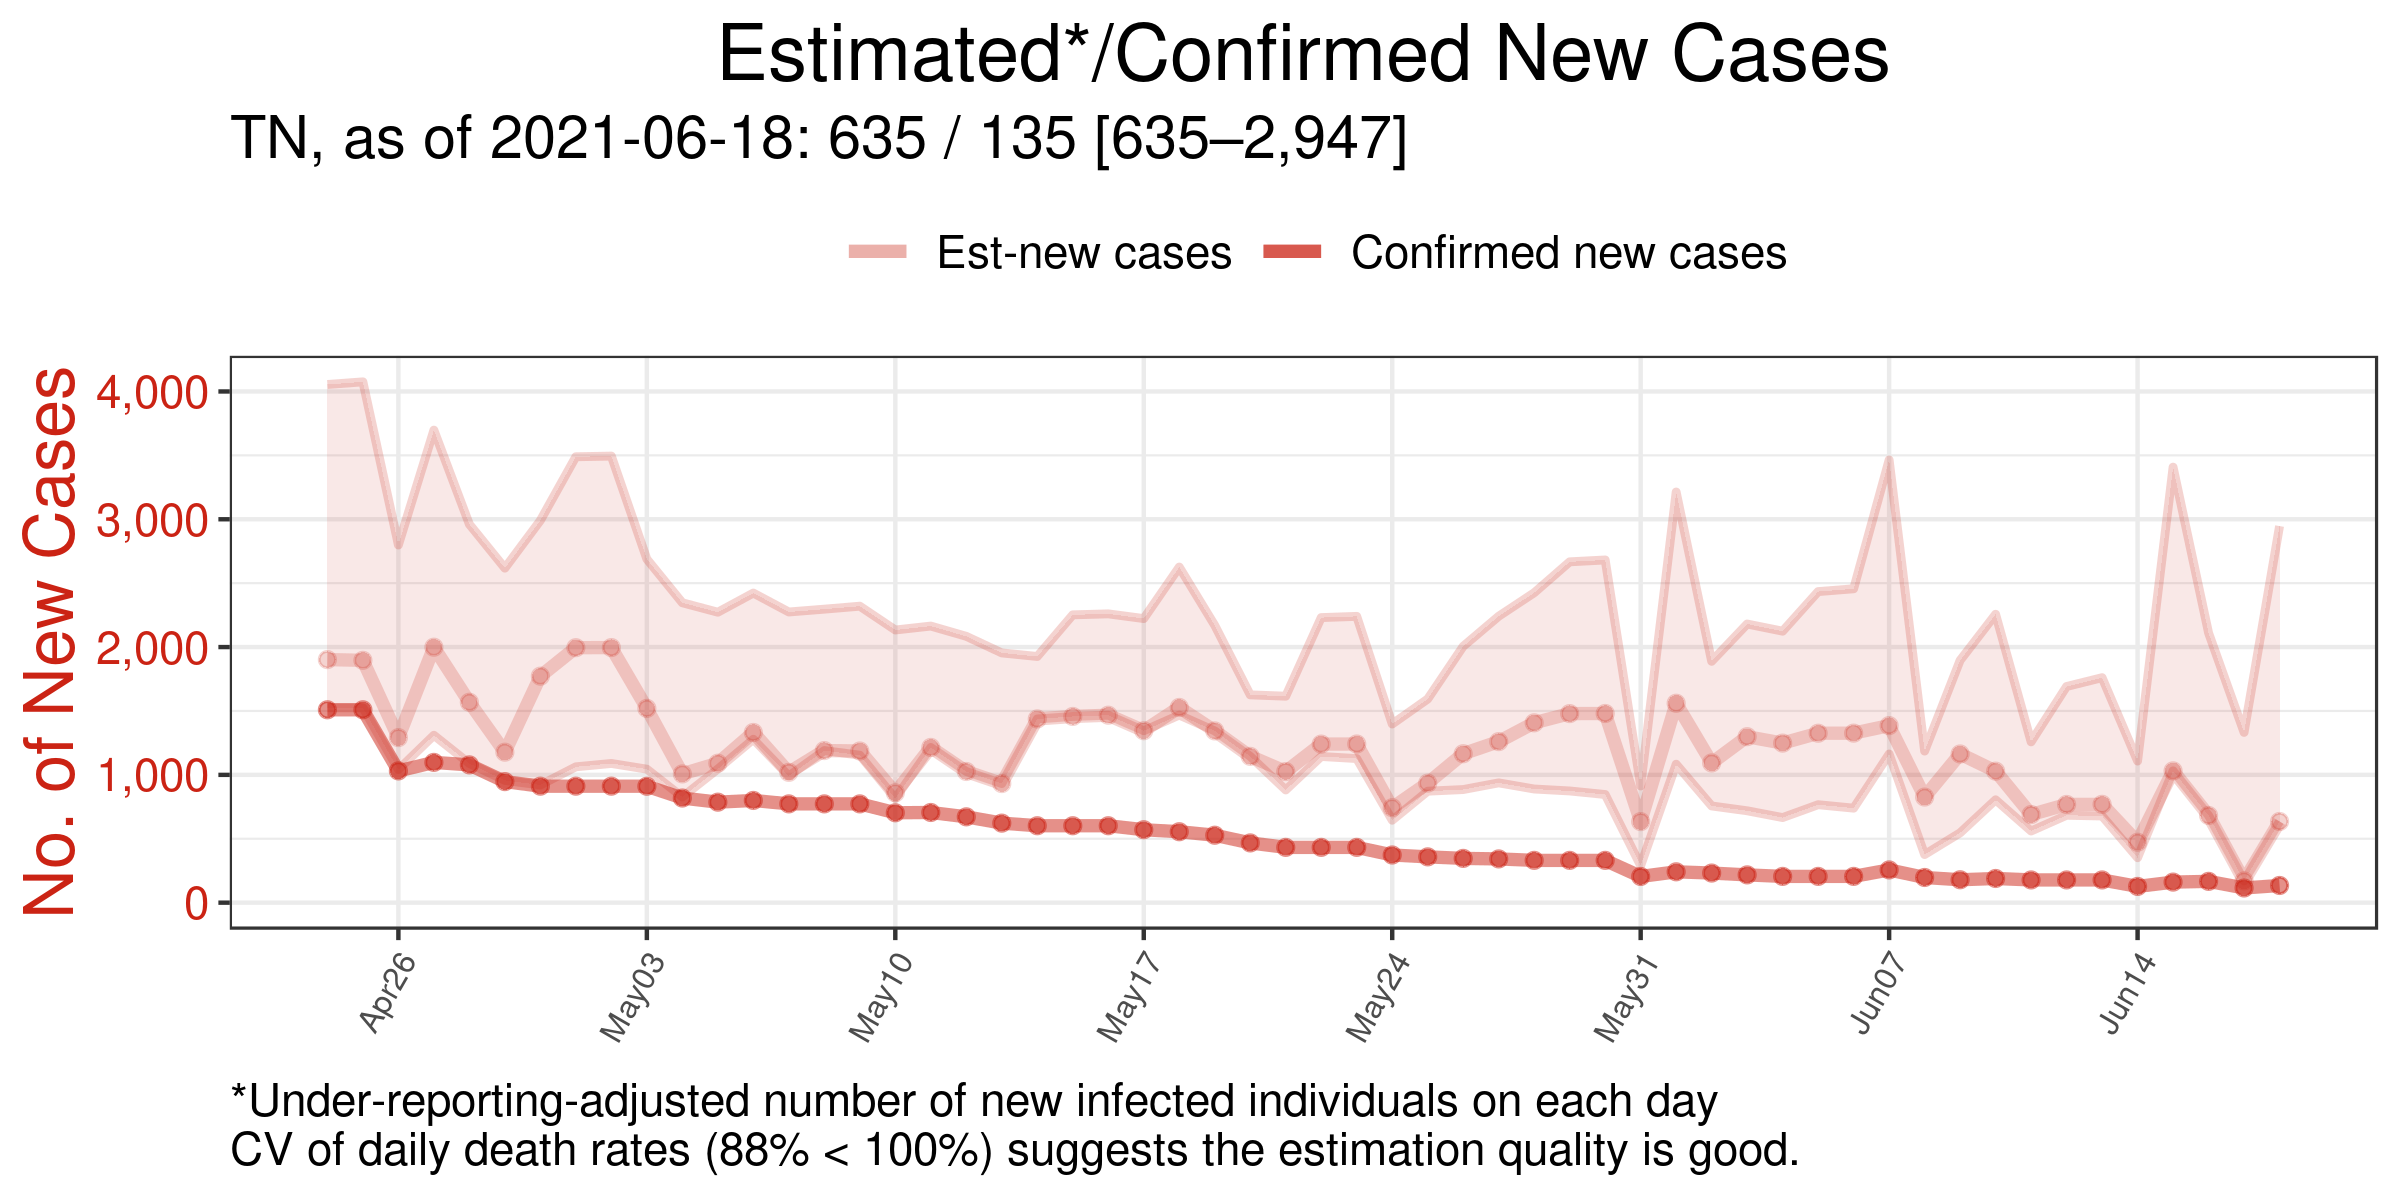 Estimated*/Confirmed New Cases
TN, as of 2021-06-18: 635 / 135 [635–2,947]
Est-new cases
Confirmed new cases
No. of New Cases
4,000
3,000
2,000
1,000
0
Apr26
May03
May10
May17
May24
May31
Jun07
Jun14
*Under-reporting-adjusted number of new infected individuals on each day
CV of daily death rates (88% < 100%) suggests the estimation quality is good.